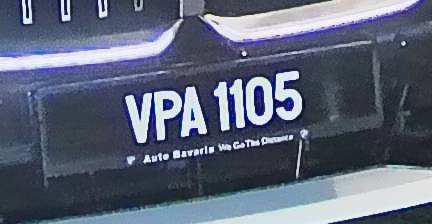 VPA 1105
Auto Bavaria We Go The Distance